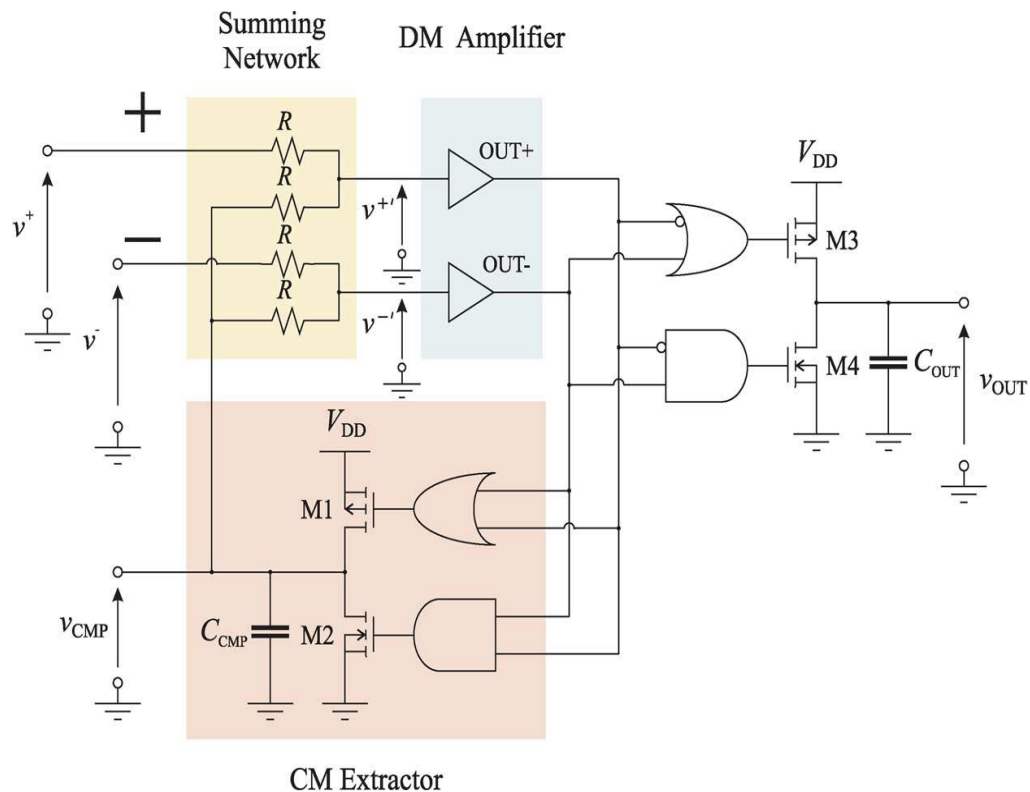 Summing
Network
DM Amplifier
+
R
R
−
R
R
v+
v-
v+'
v−'
OUT+
OUT-
VDD
M3
M4
COUT
vOUT
VDD
M1
M2
CCMP
vCMP
CM Extractor